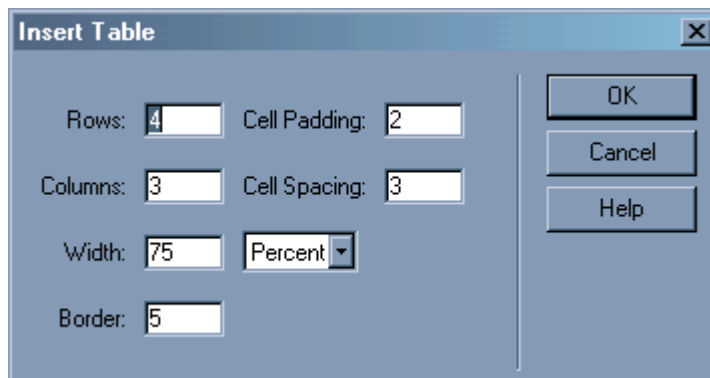 Insert Table
Rows: 4 Cell Padding: 2 OK
Columns: 3 Cell Spacing: 3 Cancel
Width: 75 Percent Help
Border: 5